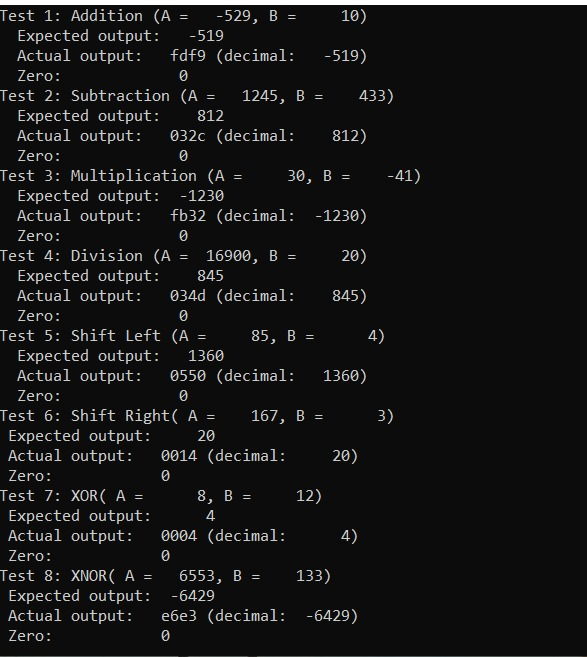 Test 1: Addition (A =   -529, B =     10)
  Expected output:   -519
  Actual output:   fdf9 (decimal:   -519)
  Zero:             0
Test 2: Subtraction (A =   1245, B =    433)
  Expected output:    812
  Actual output:   032c (decimal:    812)
  Zero:             0
Test 3: Multiplication (A =     30, B =    -41)
  Expected output:  -1230
  Actual output:   fb32 (decimal:  -1230)
  Zero:             0
Test 4: Division (A =  16900, B =     20)
  Expected output:    845
  Actual output:   034d (decimal:    845)
  Zero:             0
Test 5: Shift Left (A =     85, B =      4)
  Expected output:   1360
  Actual output:   0550 (decimal:   1360)
  Zero:             0
Test 6: Shift Right( A =    167, B =      3)
 Expected output:     20
 Actual output:   0014 (decimal:     20)
 Zero:            0
Test 7: XOR( A =      8, B =     12)
 Expected output:      4
 Actual output:   0004 (decimal:      4)
 Zero:            0
Test 8: XNOR( A =   6553, B =    133)
 Expected output:  -6429
 Actual output:   e6e3 (decimal:  -6429)
 Zero:            0